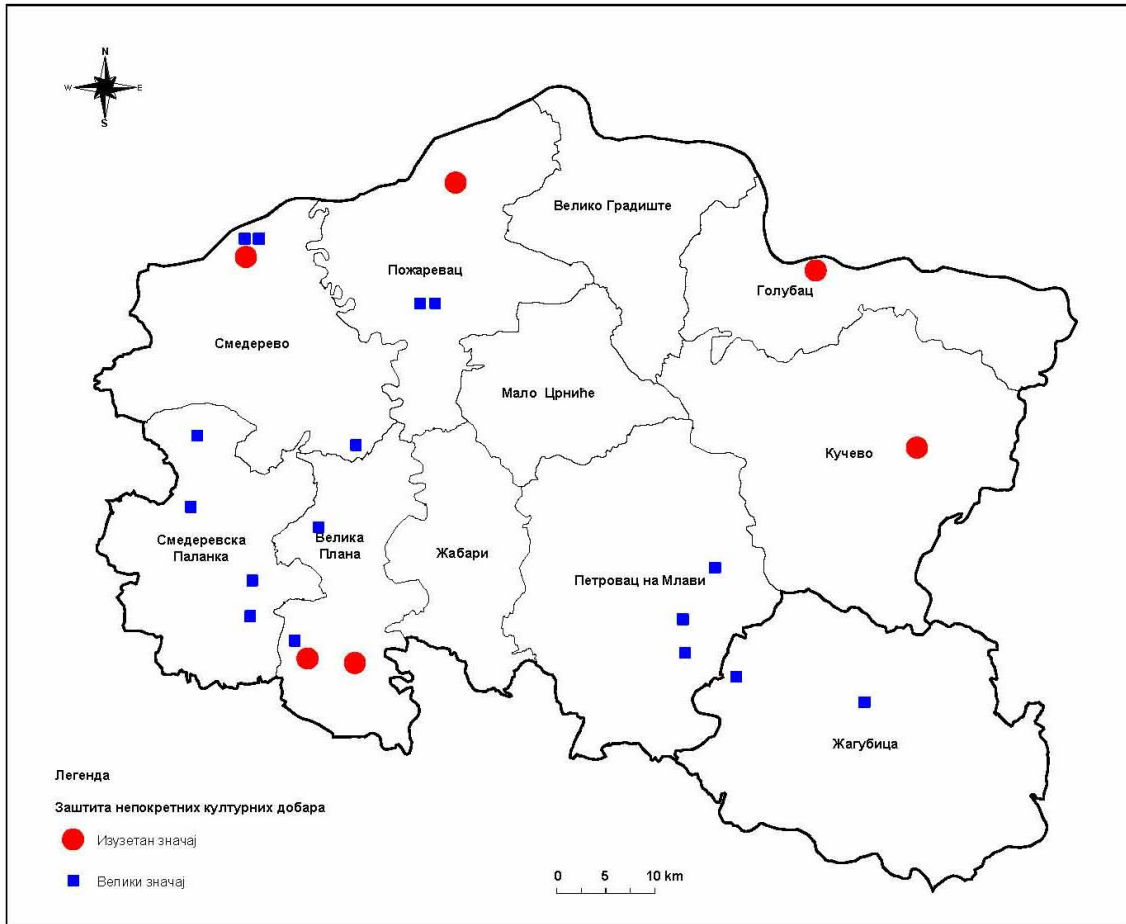 N
W E
S
Велико Градиште
Пожаревац
Голубац
Смедерево
Мало Црниће
Кучево
Смедеревска
Паланка
Велика
Плана
Жабари
Петровац на Млави
Жагубица
Легенда
Заштита непокретних културних добара
Изузетан значај
Велики значај
0 5 10 km